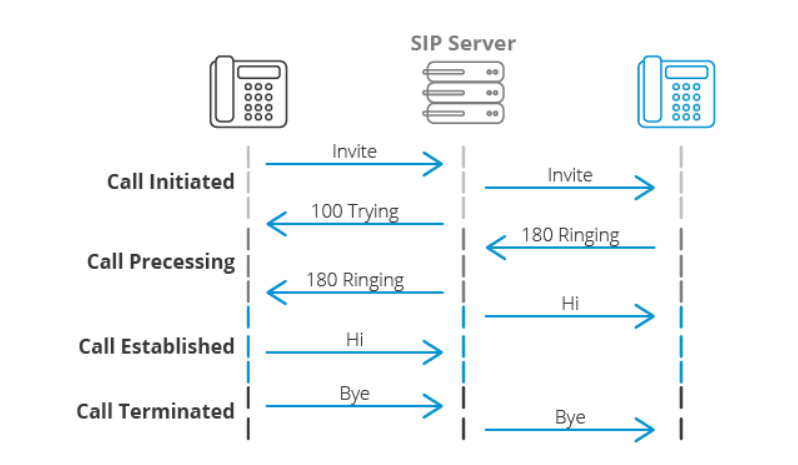 SIP Server
Invite
Call Initiated
Invite
100 Trying
180 Ringing
Call Precessing
180 Ringing
Hi
Call Established
Hi
Bye
Call Terminated
Bye